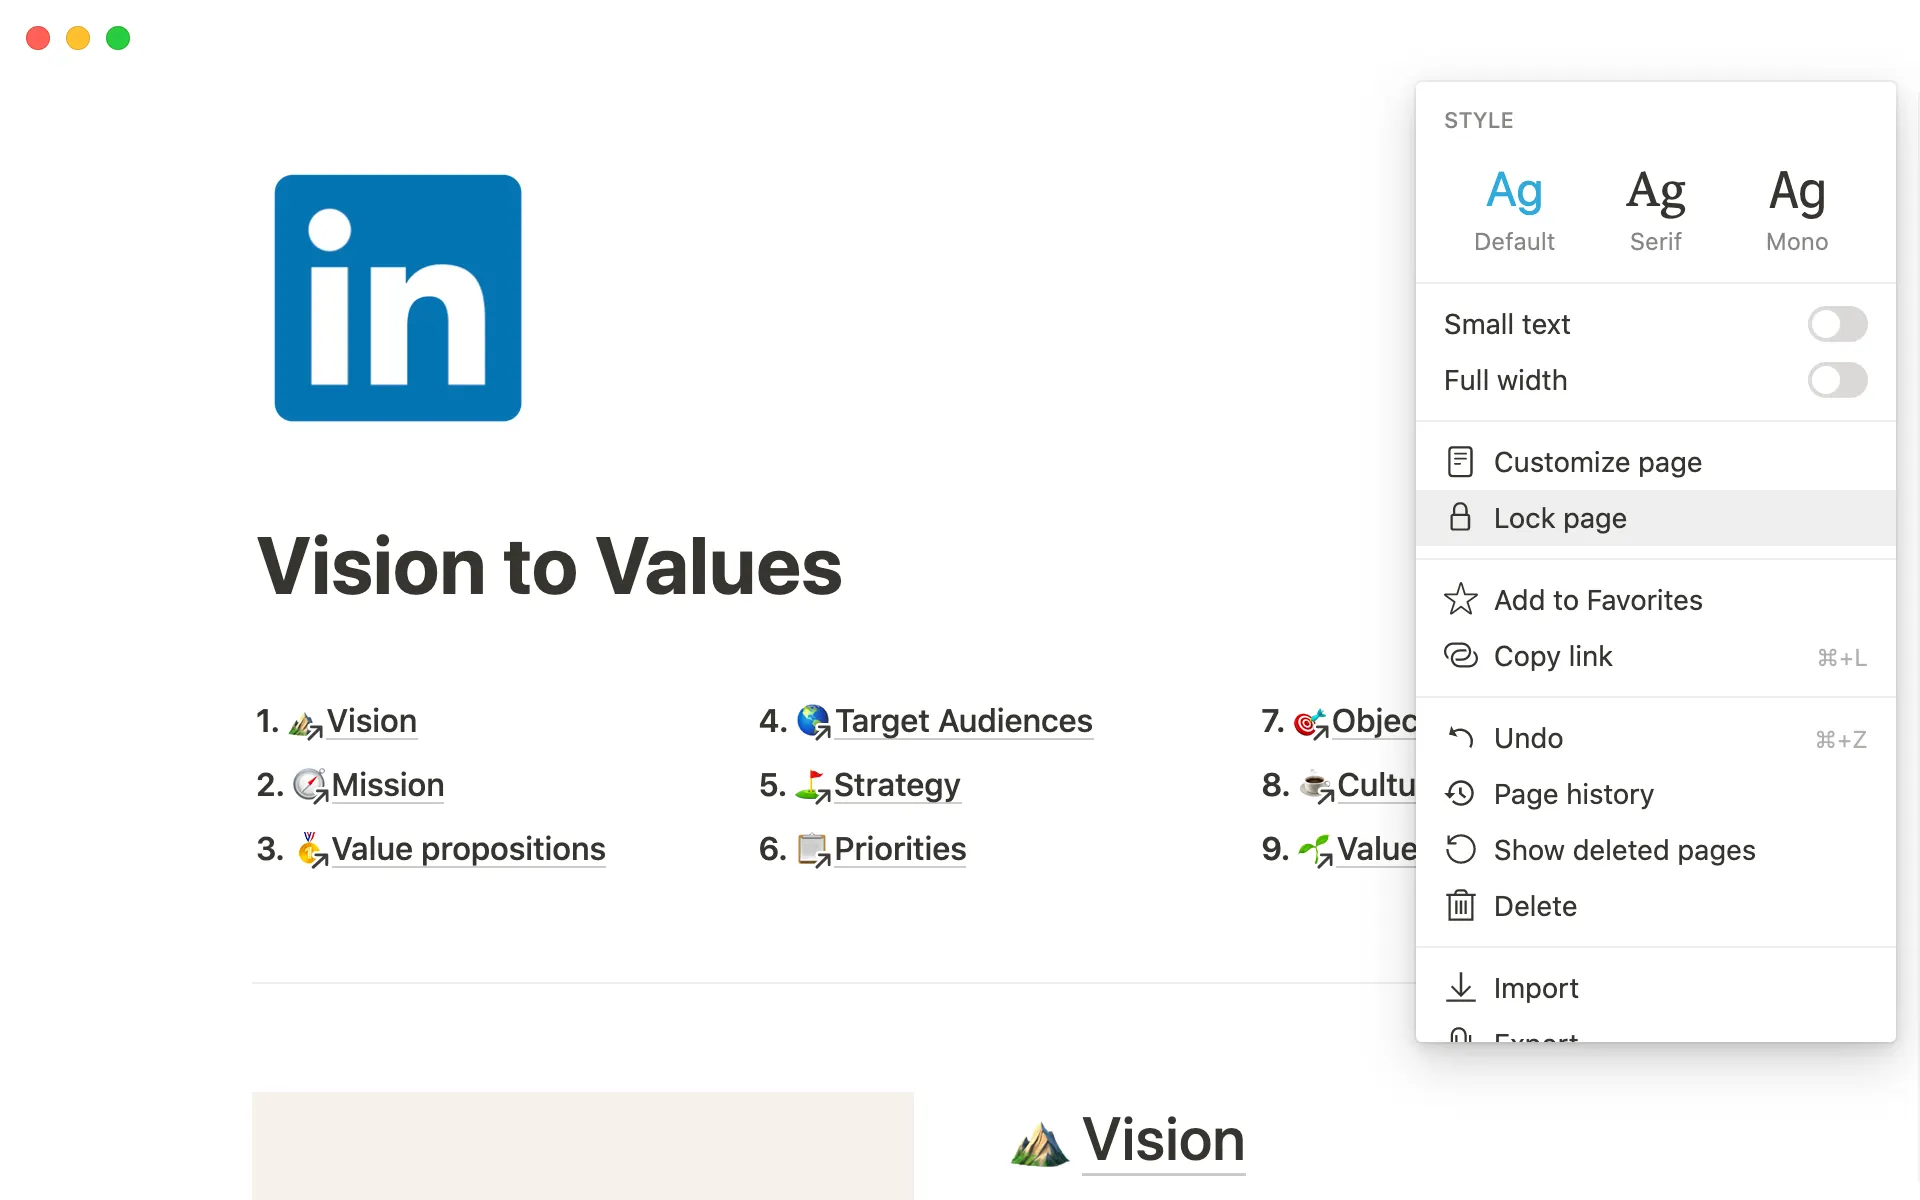 in
Vision to Values
1. Vision
2. Mission
3. Value propositions
4. Target Audiences
5. Strategy
6. Priorities
7. Objec
8. Cultu
9. Value
Vision
STYLE
Ag Ag Ag
Default Serif Mono
Small text
Full width
Customize page
Lock page
Add to Favorites
Copy link ⌘+L
Undo ⌘+Z
Page history
Show deleted pages
Delete
Import
Export